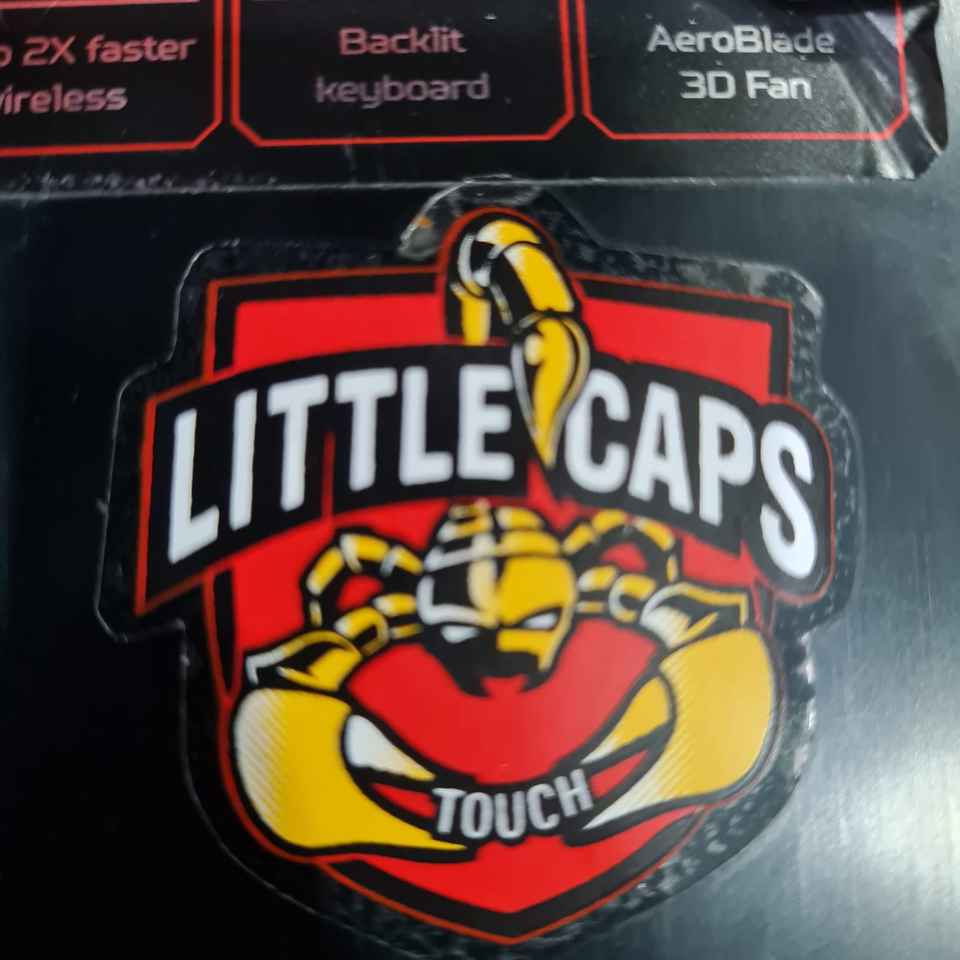 2X faster
Backlit
AeroBlade
wireless
keyboard
3D Fan
LITTLE CAPS
TOUCH